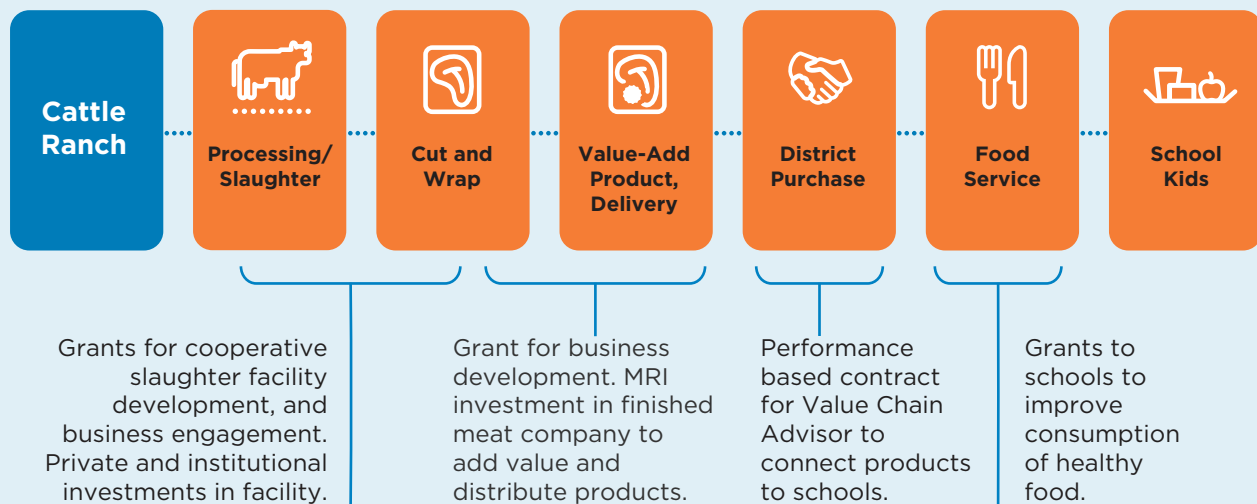 Cattle
Ranch
Processing/
Slaughter
Cut and
Wrap
Value-Add
Product,
Delivery
District
Purchase
Food
Service
School
Kids
Grants for cooperative
slaughter facility
development, and
business engagement.
Private and institutional
investments in facility.
Grant for business
development. MRI
investment in finished
meat company to
add value and
distribute products.
Performance
based contract
for Value Chain
Advisor to
connect products
to schools.
Grants to
schools to
improve
consumption
of healthy
food.